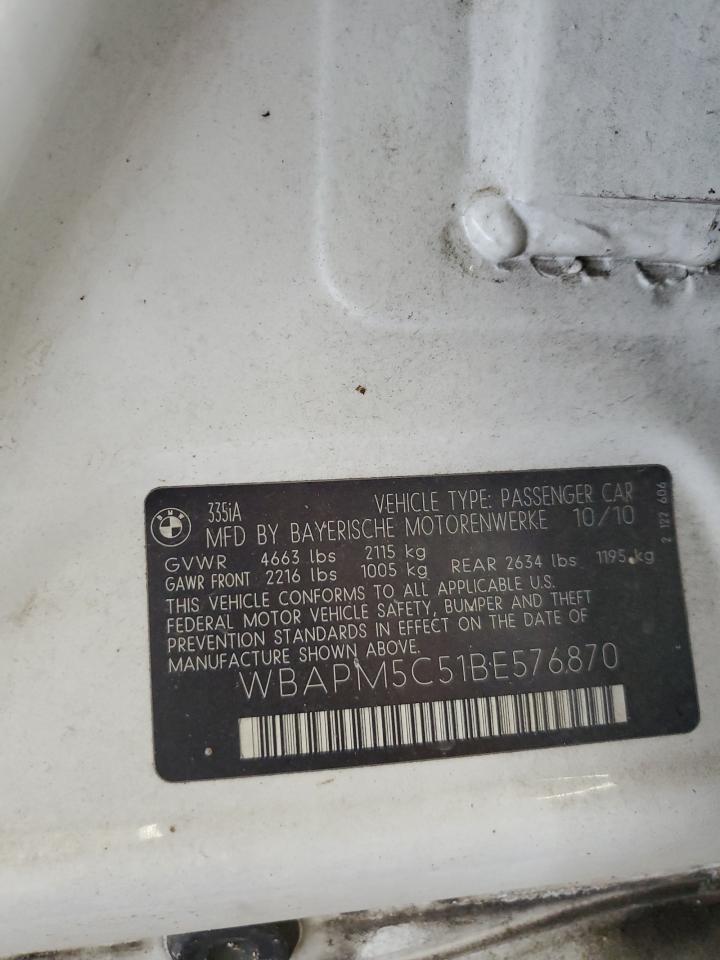 BMW
335iA VEHICLE TYPE: PASSENGER CAR
MFD BY BAYERISCHE MOTORENWERKE 10/10
GVWR 4663 lbs 2115 kg
GAWR FRONT 2216 lbs 1005 kg REAR 2634 lbs 1195 kg
THIS VEHICLE CONFORMS TO ALL APPLICABLE U.S.
FEDERAL MOTOR VEHICLE SAFETY, BUMPER AND THEFT
PREVENTION STANDARDS IN EFFECT ON THE DATE OF
MANUFACTURE SHOWN ABOVE.
WBAPM5C51BE576870
2 122 606